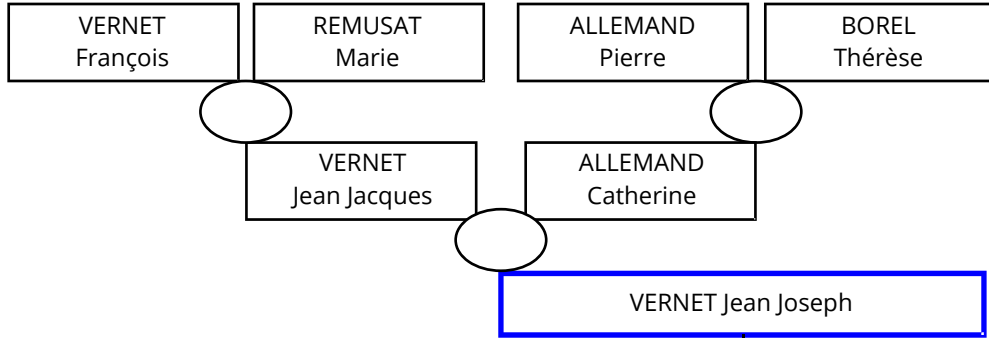 VERNET
François
REMUSAT
Marie
ALLEMAND
Pierre
BOREL
Thérèse
VERNET
Jean Jacques
ALLEMAND
Catherine
VERNET Jean Joseph